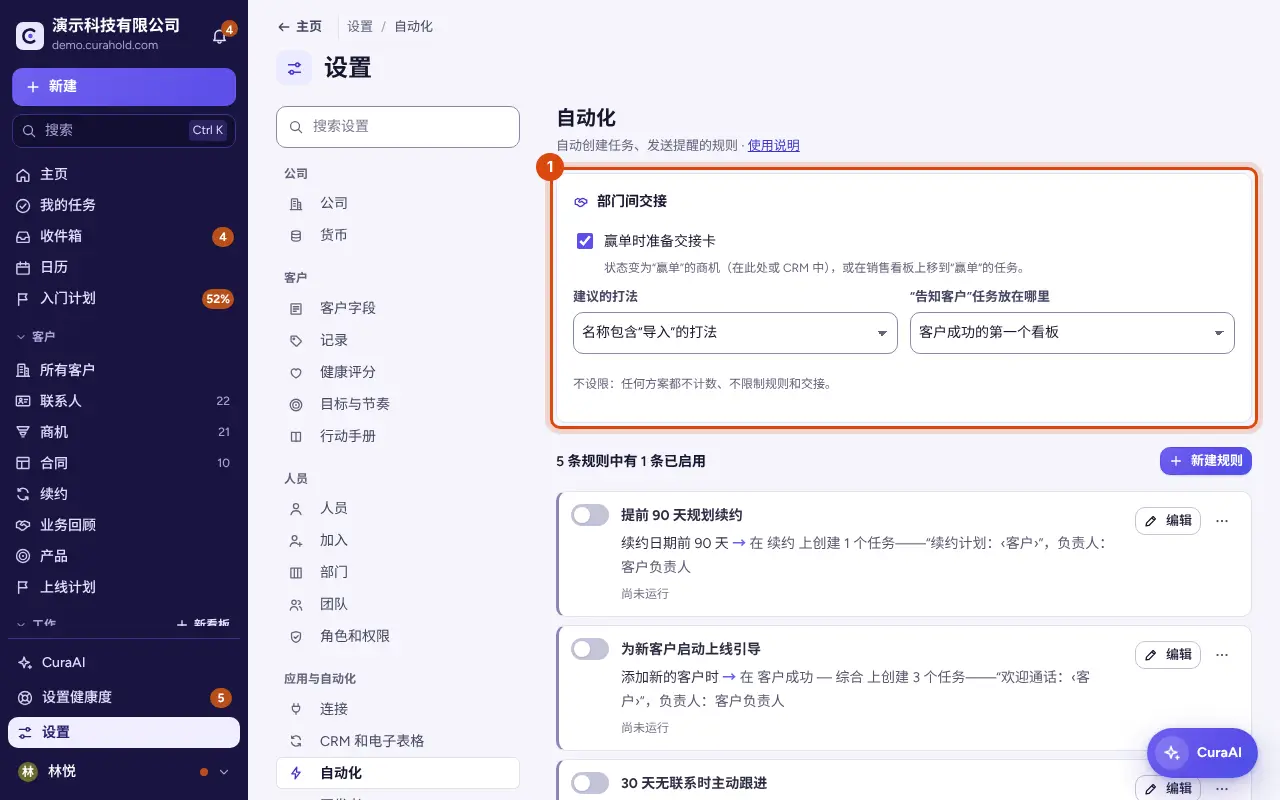 演示科技有限公司
demo.curahold.com
4
新建
搜索
Ctrl K
主页
我的任务
收件箱
4
日历
入门计划
52%
客户
所有客户
联系人
22
商机
21
合同
10
续约
业务回顾
产品
上线计划
工作
新看板
CuraAI
设置健康度
5
设置
林
林悦
主页
设置 / 自动化
设置
搜索设置
公司
公司
货币
客户
客户字段
记录
健康评分
目标与节奏
行动手册
人员
人员
加入
部门
团队
角色和权限
应用与自动化
连接
CRM 和电子表格
自动化
自动化
自动创建任务、发送提醒的规则 · 使用说明
1
部门间交接
赢单时准备交接卡
状态变为“赢单”的商机（在此处或 CRM 中），或在销售看板上移到“赢单”的任务。
建议的打法
“告知客户”任务放在哪里
名称包含“导入”的打法
客户成功的第一个看板
不设限：任何方案都不计数、不限制规则和交接。
5 条规则中有 1 条已启用
新建规则
提前 90 天规划续约
编辑
续约日期前 90 天 → 在 续约 上创建 1 个任务——“续约计划：‹客户›”，负责人：
客户负责人
尚未运行
为新客户启动上线引导
编辑
添加新的客户时 → 在 客户成功 — 综合 上创建 3 个任务——“欢迎通话：‹客
户›”，负责人：客户负责人
尚未运行
CuraAI
30 天无联系时主动跟进
编辑